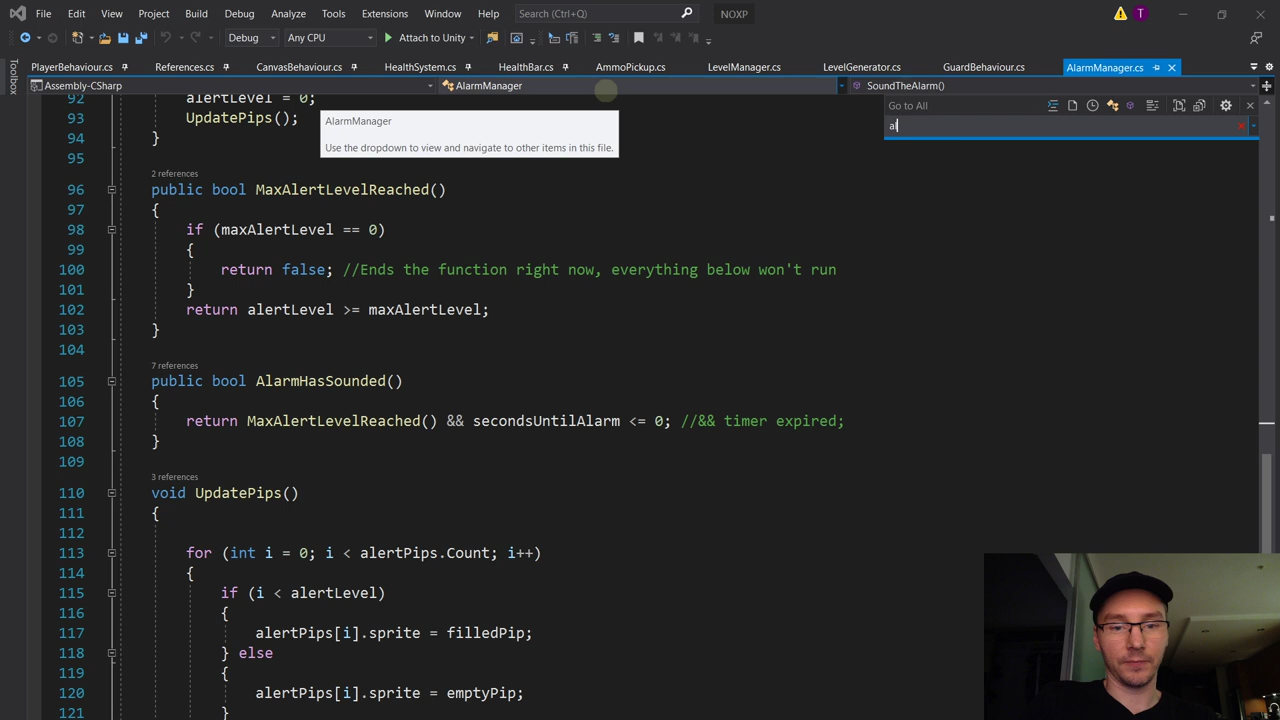 File Edit View Project Build Debug Analyze Tools Extensions Window Help Search (Ctrl+Q) NOXP T
Debug Any CPU Attach to Unity
PlayerBehaviour.cs References.cs CanvasBehaviour.cs HealthSystem.cs HealthBar.cs AmmoPickup.cs LevelManager.cs LevelGenerator.cs GuardBehaviour.cs AlarmManager.cs
Toolbox
Assembly-CSharp AlarmManager SoundTheAlarm()
Go to All
al
AlarmManager
Use the dropdown to view and navigate to other items in this file.
92 alertLevel = 0;
93 UpdatePips();
94 }
95
2 references
96 public bool MaxAlertLevelReached()
97 {
98 if (maxAlertLevel == 0)
99 {
100 return false; //Ends the function right now, everything below won't run
101 }
102 return alertLevel >= maxAlertLevel;
103 }
104
7 references
105 public bool AlarmHasSounded()
106 {
107 return MaxAlertLevelReached() && secondsUntilAlarm <= 0; //&& timer expired;
108 }
109
3 references
110 void UpdatePips()
111 {
112
113 for (int i = 0; i < alertPips.Count; i++)
114 {
115 if (i < alertLevel)
116 {
117 alertPips[i].sprite = filledPip;
118 } else
119 {
120 alertPips[i].sprite = emptyPip;
121 }